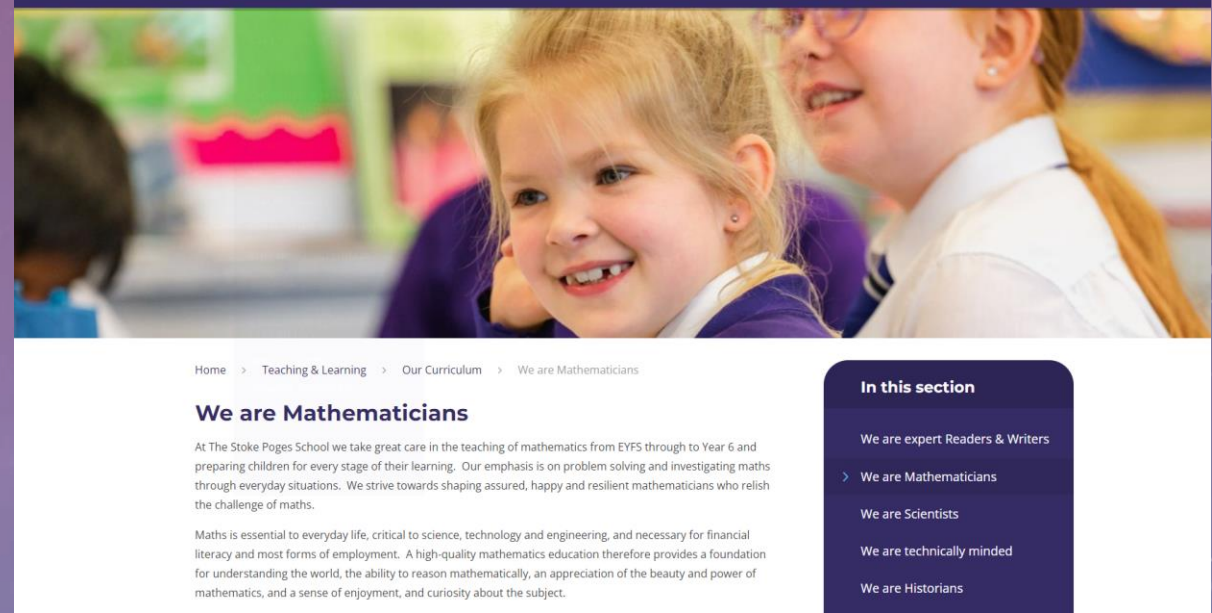 Home > Teaching & Learning > Our Curriculum > We are Mathematicians
We are Mathematicians
At The Stoke Poges School we take great care in the teaching of mathematics from EYFS through to Year 6 and
preparing children for every stage of their learning. Our emphasis is on problem solving and investigating maths
through everyday situations. We strive towards shaping assured, happy and resilient mathematicians who relish
the challenge of maths.
Maths is essential to everyday life, critical to science, technology and engineering, and necessary for financial
literacy and most forms of employment. A high-quality mathematics education therefore provides a foundation
for understanding the world, the ability to reason mathematically, an appreciation of the beauty and power of
mathematics, and a sense of enjoyment, and curiosity about the subject.
In this section
We are expert Readers & Writers
> We are Mathematicians
We are Scientists
We are technically minded
We are Historians